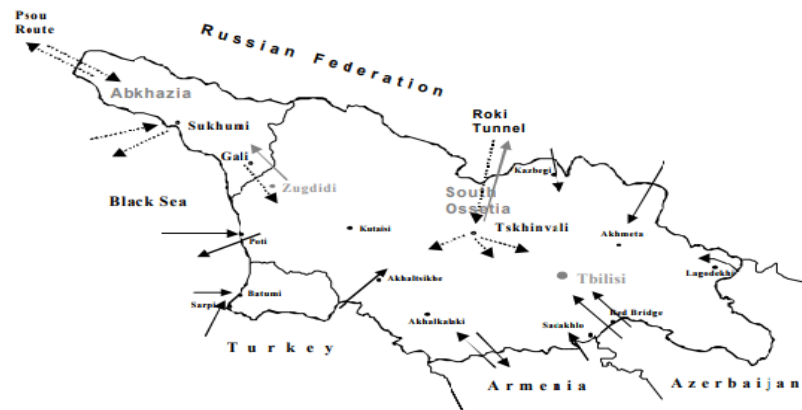 Psou
Route
Russian Federation
Abkhazia
Sukhumi
Roki
Tunnel
Gali
Kazbegi
Zugdidi
South
Ossetia
Black Sea
Tskhinvali
Kutaisi
Akhmeta
Poti
Lagodekhi
Tbilisi
Akhaltsikhe
Batumi
Sarpi
Akhalkalaki
Sacakhlo
Red Bridge
Turkey
Armenia
Azerbaijan